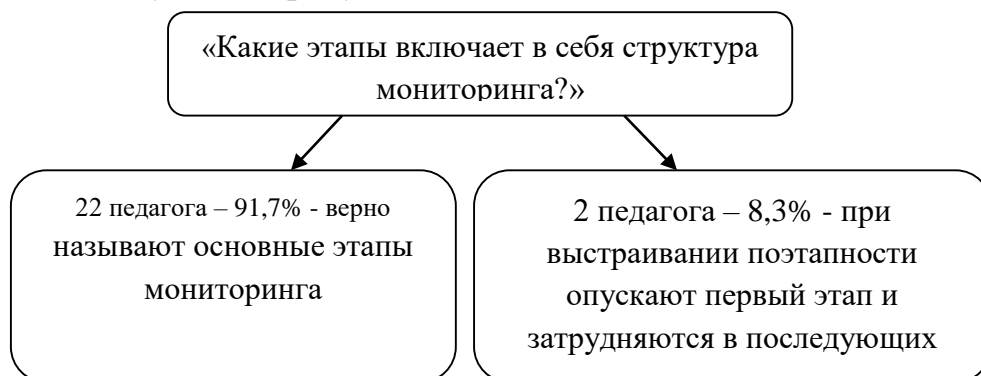 «Какие этапы включает в себя структура
мониторинга?»
22 педагога – 91,7% - верно
называют основные этапы
мониторинга
2 педагога – 8,3% - при
выстраивании поэтапности
опускают первый этап и
затрудняются в последующих